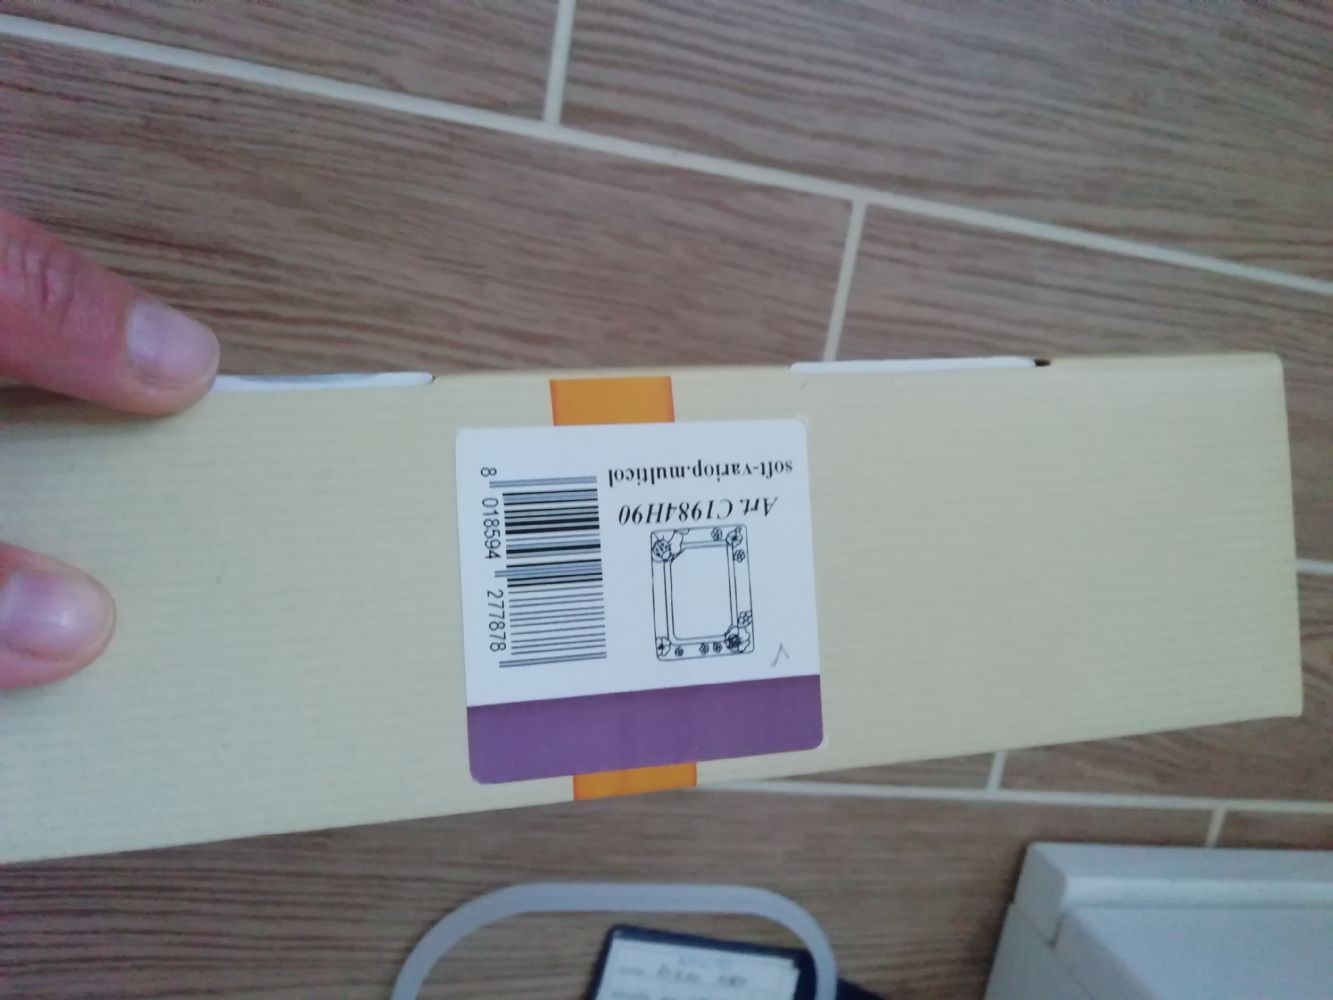 soft-variop.multicol
Art. C1984H90
8 018594 277878